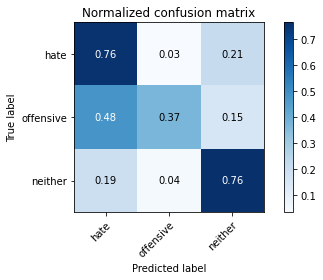 Normalized confusion matrix
hate 0.76 0.03 0.21
offensive 0.48 0.37 0.15
neither 0.19 0.04 0.76
hate offensive neither
True label
Predicted label
0.7
0.6
0.5
0.4
0.3
0.2
0.1